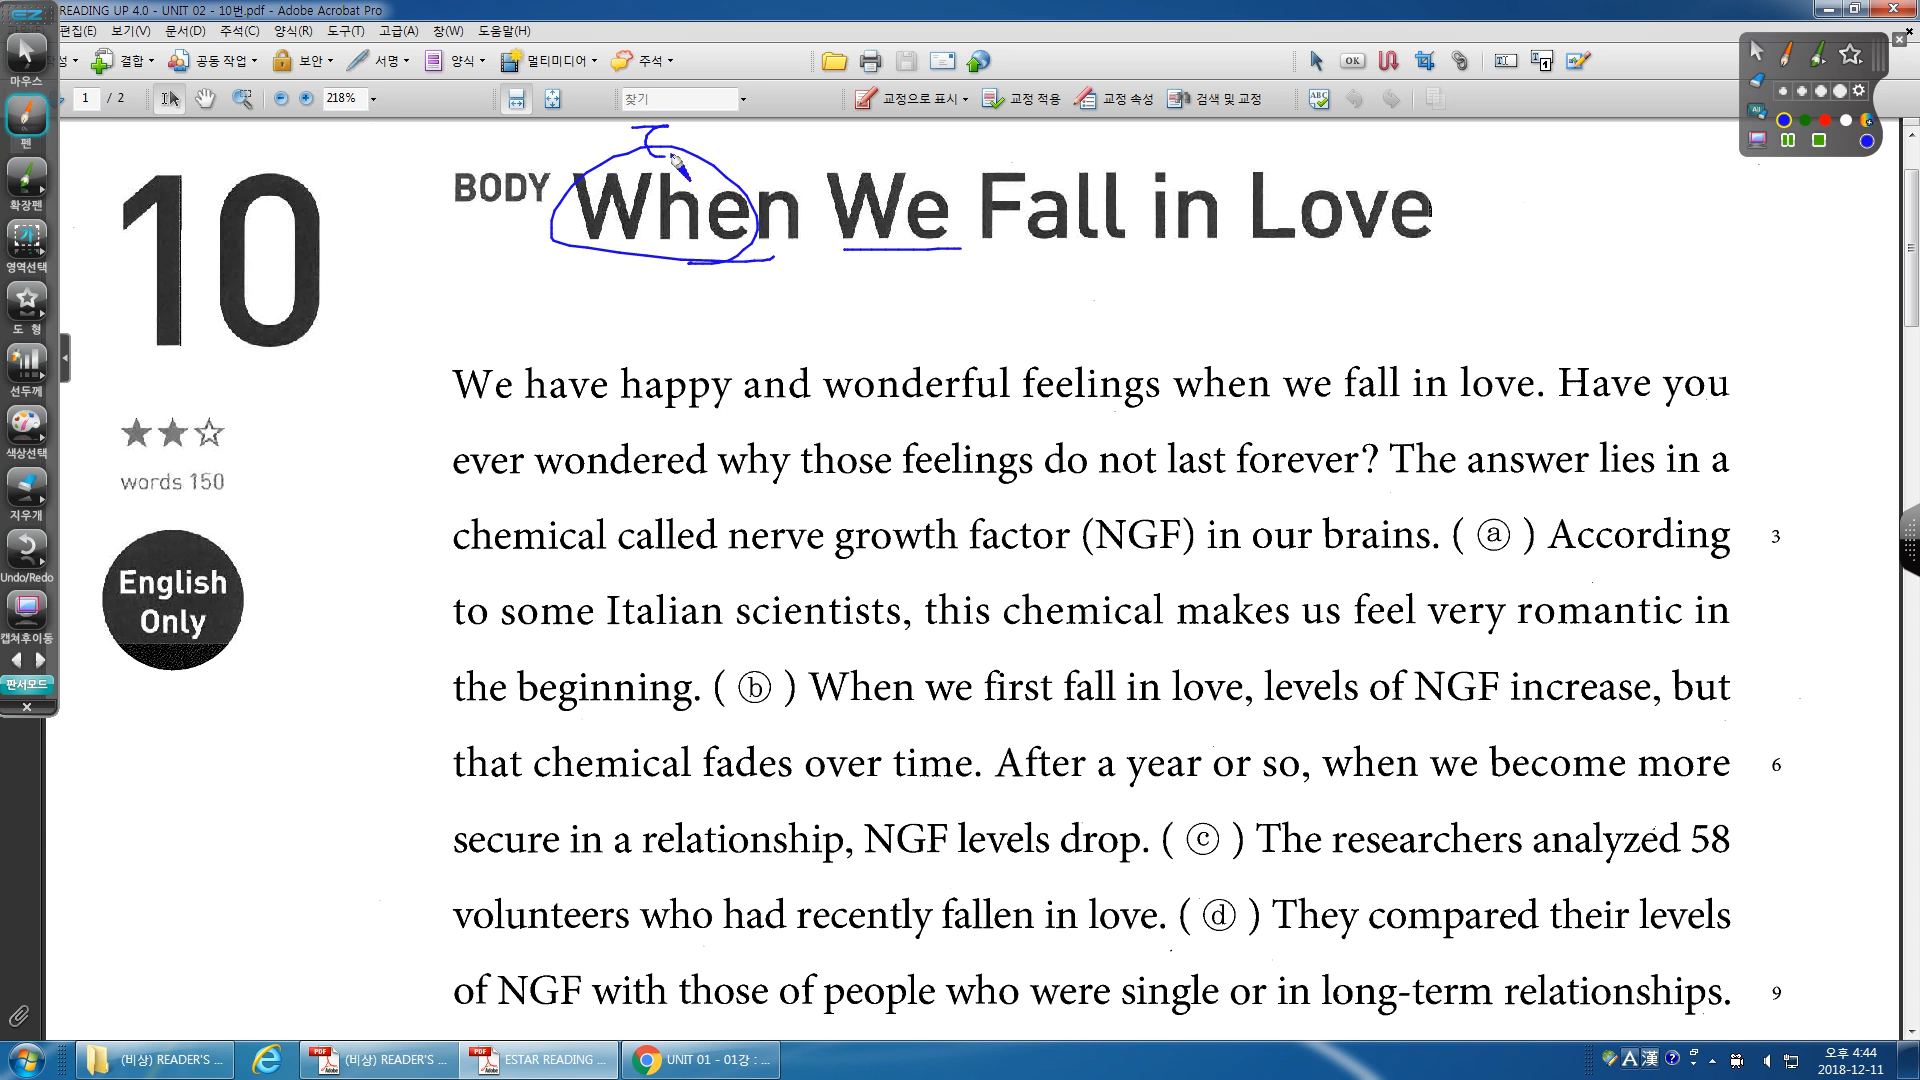 READING UP 4.0 - UNIT 02 - 10번.pdf - Adobe Acrobat Pro
편집(E) 보기(V) 문서(D) 주석(C) 양식(R) 도구(T) 고급(A) 창(W) 도움말(H)
결합 공동 작업 보안 서명 양식 멀티미디어 주석 OK
1 / 2 218% 찾기 교정으로 표시 교정 적용 교정 속성 검색 및 교정 ABC
마우스
펜
확장펜
가
영역선택
도 형
선두께
색상선택
지우개
Undo/Redo
캡쳐후이동
판서모드
10
BODY When We Fall in Love
words 150
English
Only
We have happy and wonderful feelings when we fall in love. Have you
ever wondered why those feelings do not last forever? The answer lies in a
chemical called nerve growth factor (NGF) in our brains. ( ⓐ ) According 3
to some Italian scientists, this chemical makes us feel very romantic in
the beginning. ( ⓑ ) When we first fall in love, levels of NGF increase, but
that chemical fades over time. After a year or so, when we become more 6
secure in a relationship, NGF levels drop. ( ⓒ ) The researchers analyzed 58
volunteers who had recently fallen in love. ( ⓓ ) They compared their levels
of NGF with those of people who were single or in long-term relationships. 9
(비상) READER'S ... (비상) READER'S ... ESTAR READING ... UNIT 01 - 01강 : ...
A 漢 오후 4:44
2018-12-11